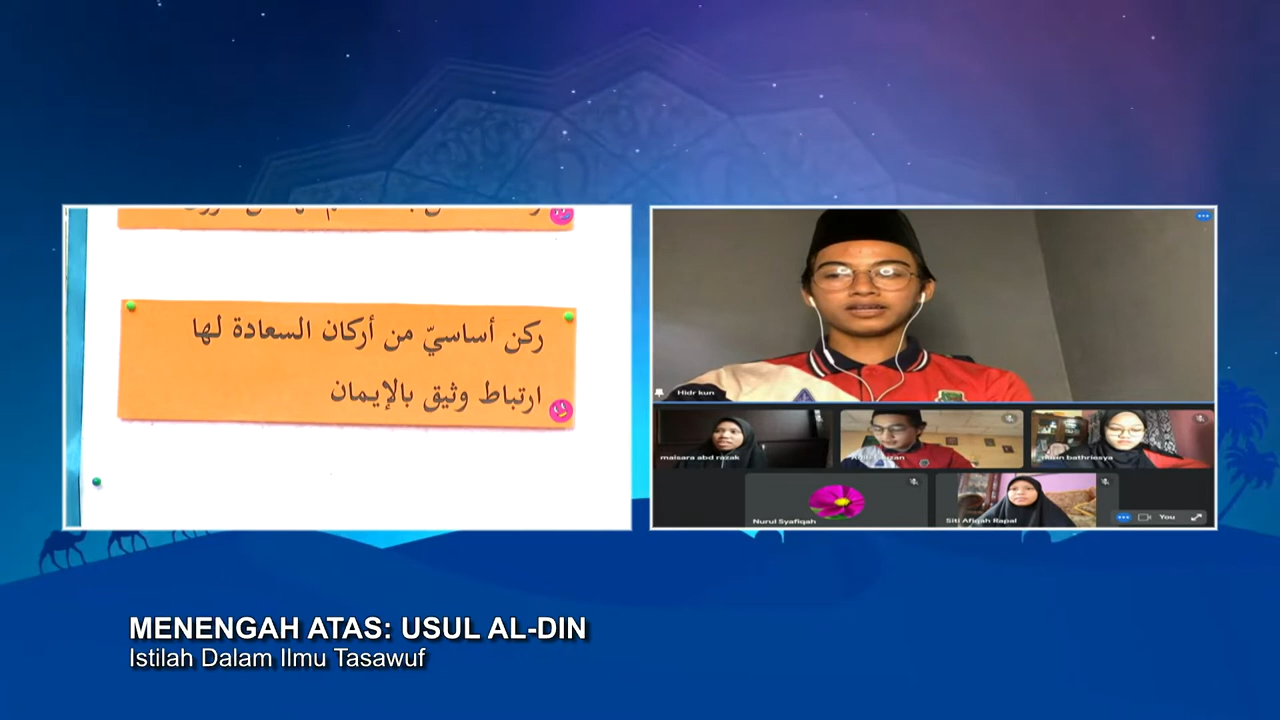 ركن أساسيّ من أركان السعادة لها
ارتباط وثيق بالإيمان
Hidr kun
maisara abd razak
bathriesya
Nurul Syafiqah
Siti Afiqah Rapal
You
MENENGAH ATAS: USUL AL-DIN
Istilah Dalam Ilmu Tasawuf